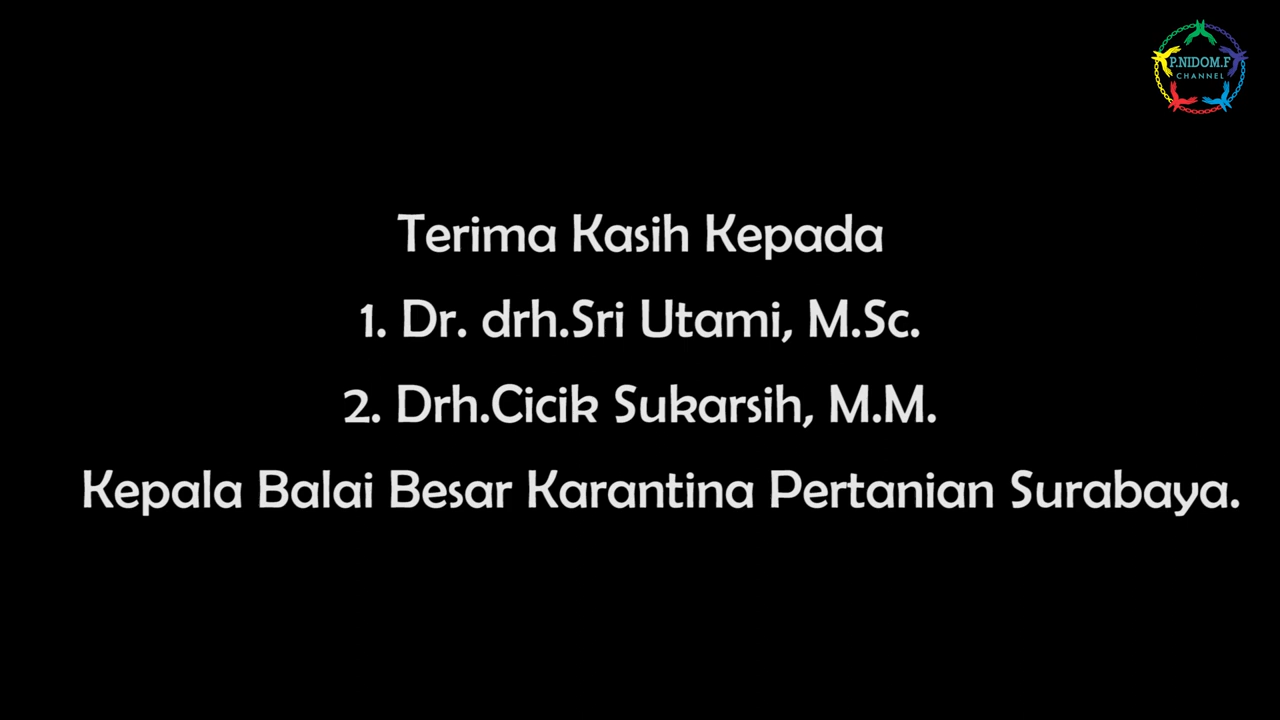 P.NIDOM.F
CHANNEL
Terima Kasih Kepada
1. Dr. drh.Sri Utami, M.Sc.
2. Drh.Cicik Sukarsih, M.M.
Kepala Balai Besar Karantina Pertanian Surabaya.